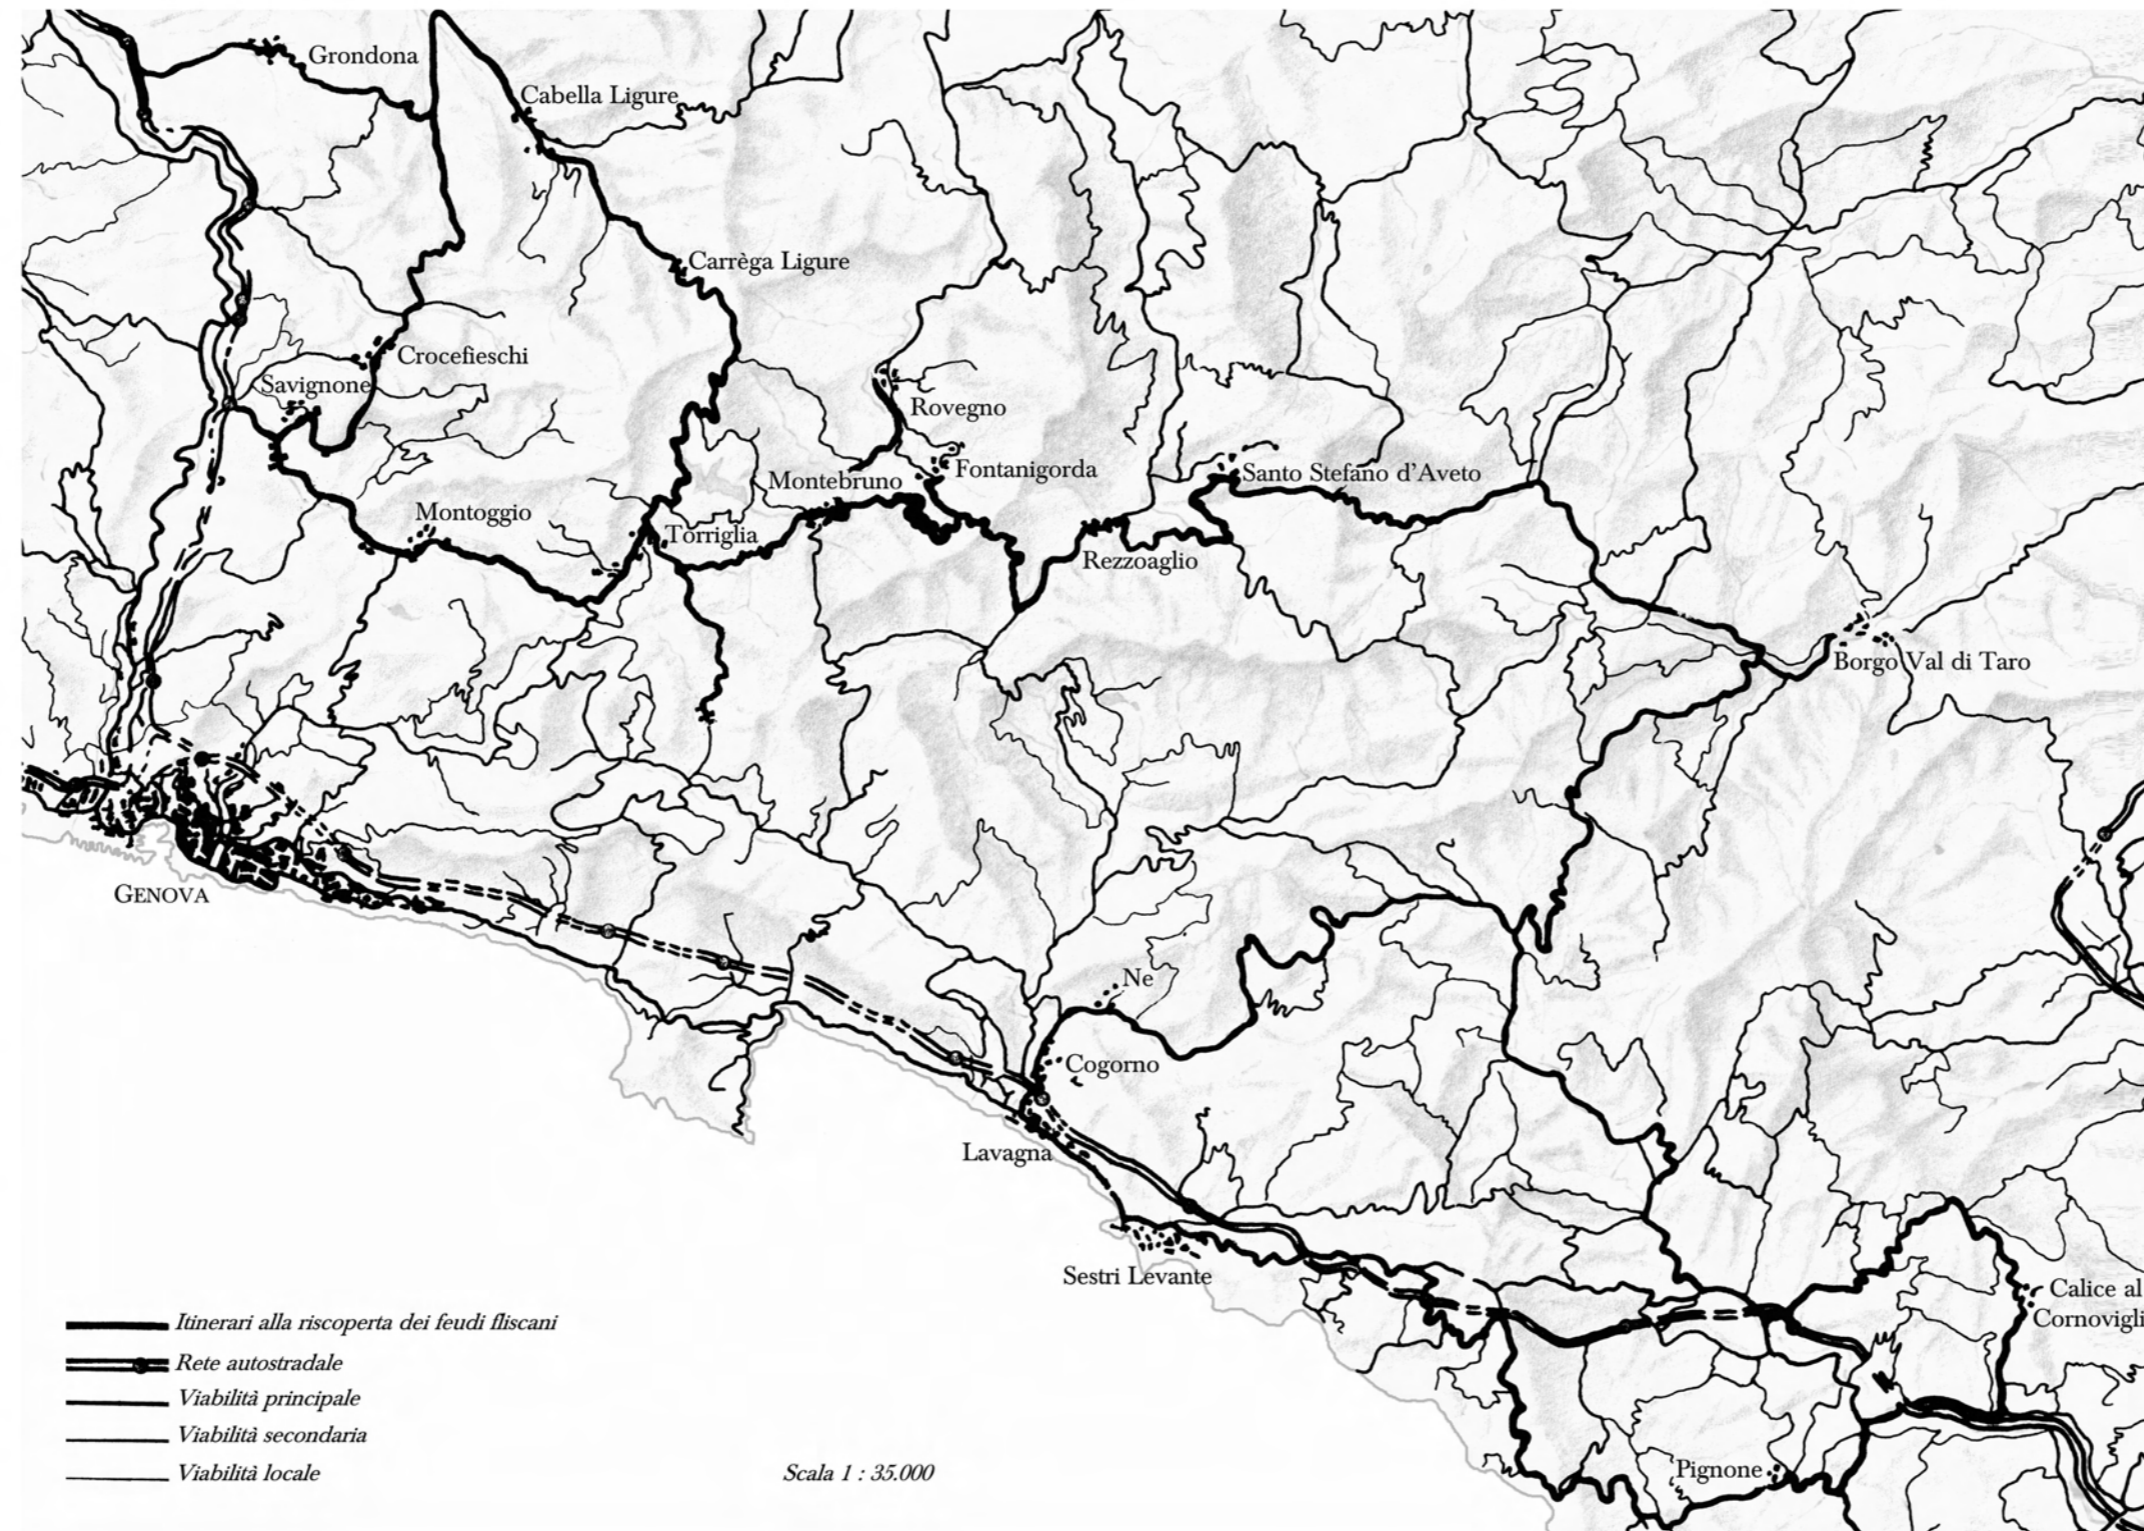 Grondona
Cabella Ligure
Carrèga Ligure
Crocefieschi
Savignone
Rovegno
Fontanigorda
Montebruno
Santo Stefano d'Aveto
Montoggio
Torriglia
Rezzoaglio
Borgo Val di Taro
GENOVA
Ne
Cogorno
Lavagna
Sestri Levante
Calice al
Cornovigli
Pignone
Itinerari alla riscoperta dei feudi fliscani
Rete autostradale
Viabilità principale
Viabilità secondaria
Viabilità locale
Scala 1 : 35.000